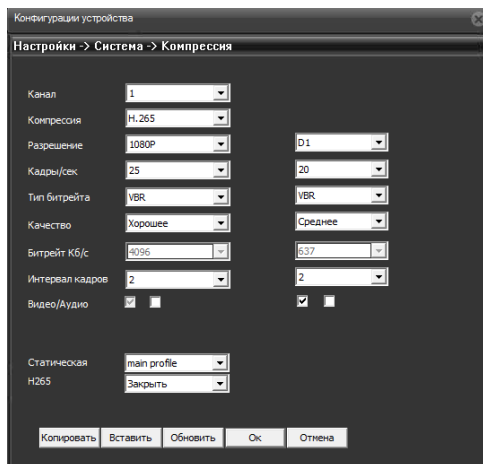 Конфигурации устройства
Настройки -> Система -> Компрессия
Канал 1
Компрессия H.265
Разрешение 1080P D1
Кадры/сек 25 20
Тип битрейта VBR VBR
Качество Хорошее Среднее
Битрейт Кб/с 4096 637
Интервал кадров 2 2
Видео/Аудио
Статическая main profile
H265 Закрыть
Копировать Вставить Обновить Ок Отмена